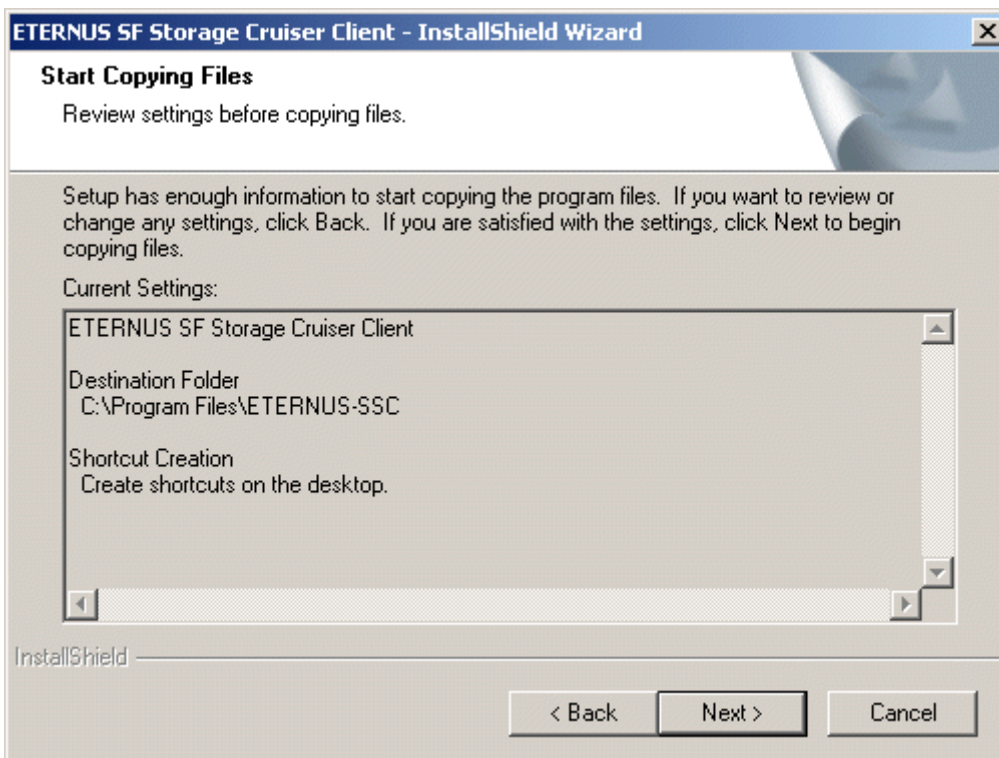 ETERNUS SF Storage Cruiser Client - InstallShield Wizard
Start Copying Files
Review settings before copying files.
Setup has enough information to start copying the program files.  If you want to review or
change any settings, click Back.  If you are satisfied with the settings, click Next to begin
copying files.
Current Settings:
ETERNUS SF Storage Cruiser Client
Destination Folder
C:\Program Files\ETERNUS-SSC
Shortcut Creation
Create shortcuts on the desktop.
InstallShield
< Back
Next >
Cancel